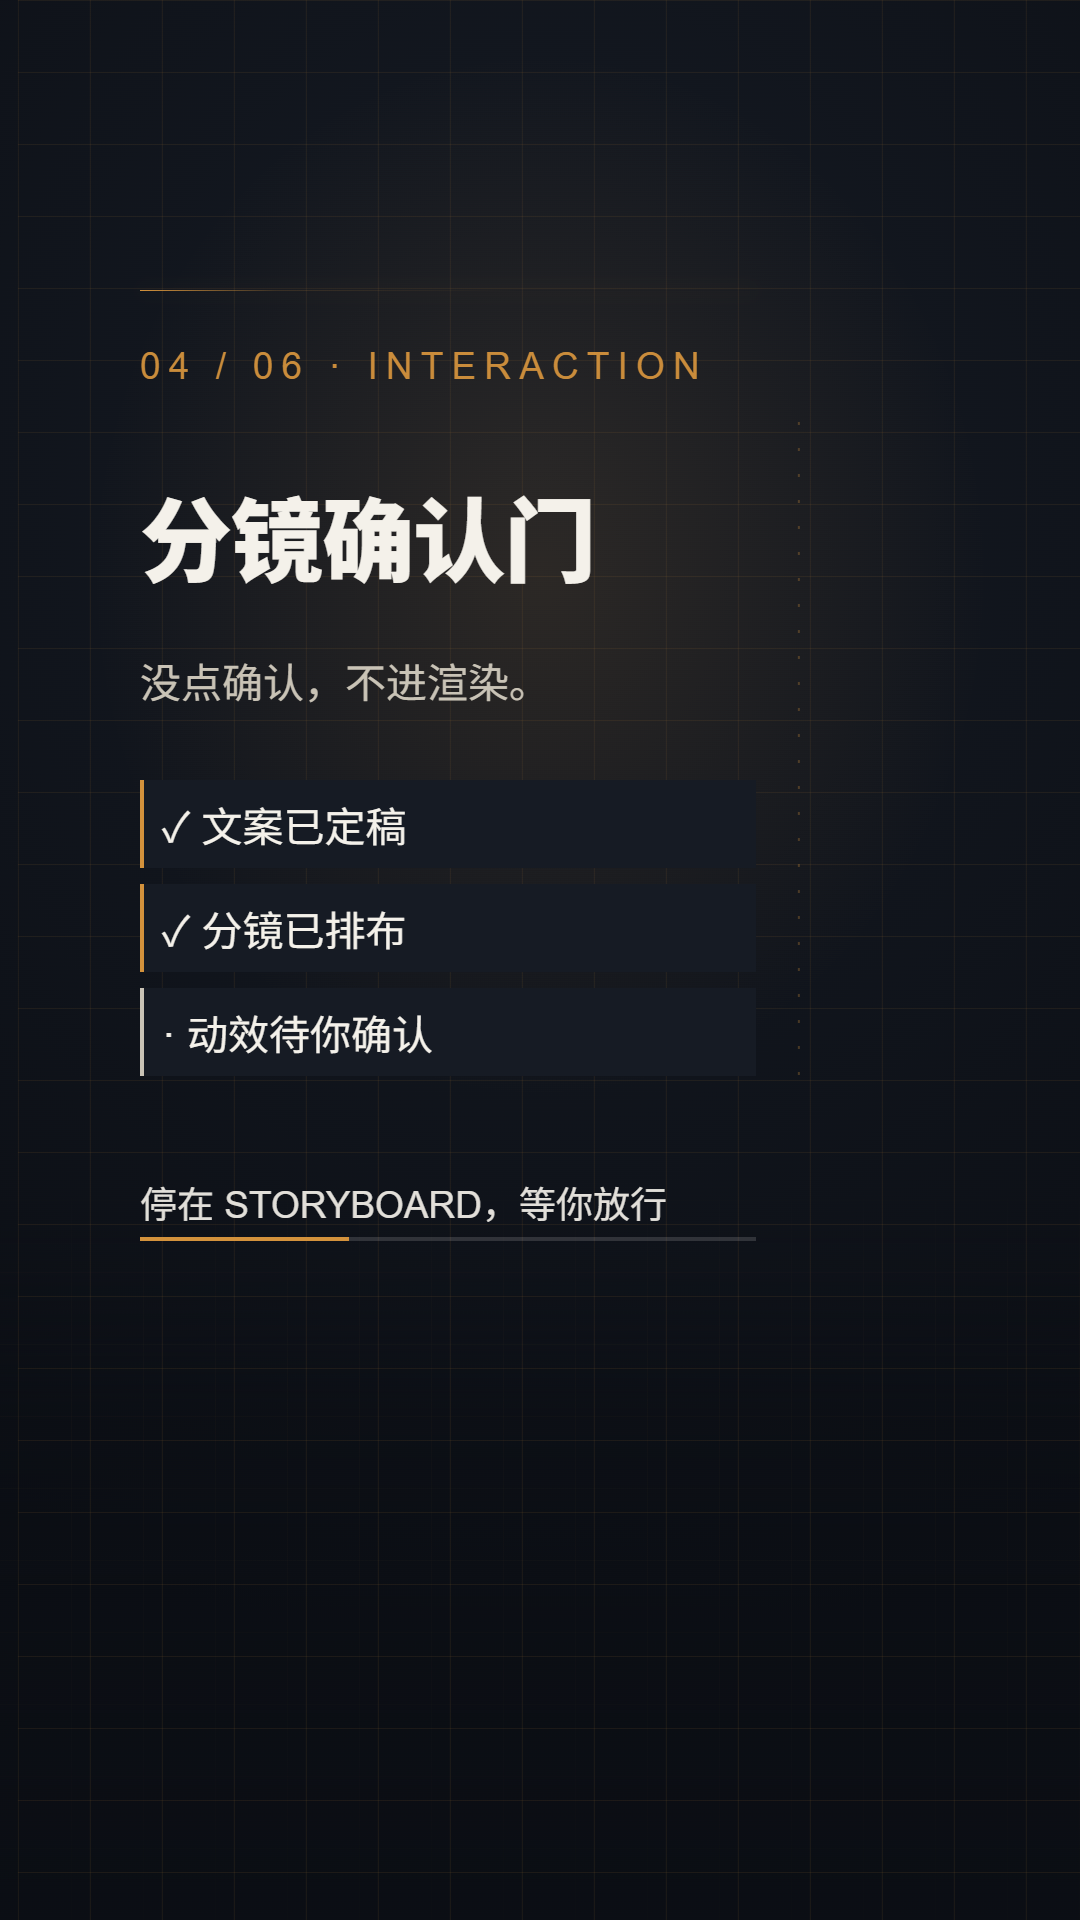 04 / 06 · INTERACTION
分镜确认门
没点确认，不进渲染。
✓ 文案已定稿
✓ 分镜已排布
· 动效待你确认
停在 STORYBOARD，等你放行